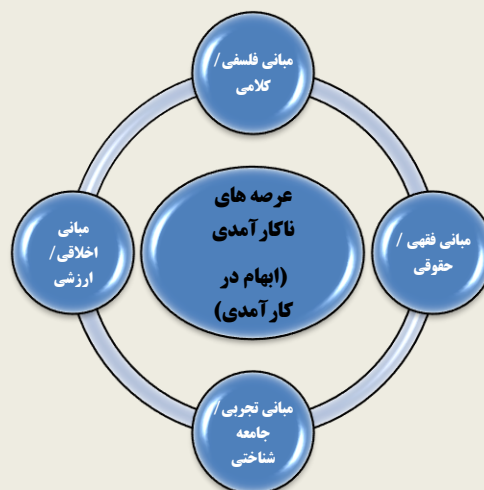 مبانی فلسفی/
کلامی
عرصه های
ناکارآمدی
(ابهام در
کارآمدی)
مبانی فقهی /
حقوقی
مبانی
اخلاقی/
ارزشی
مبانی تجربی/
جامعه
شناختی